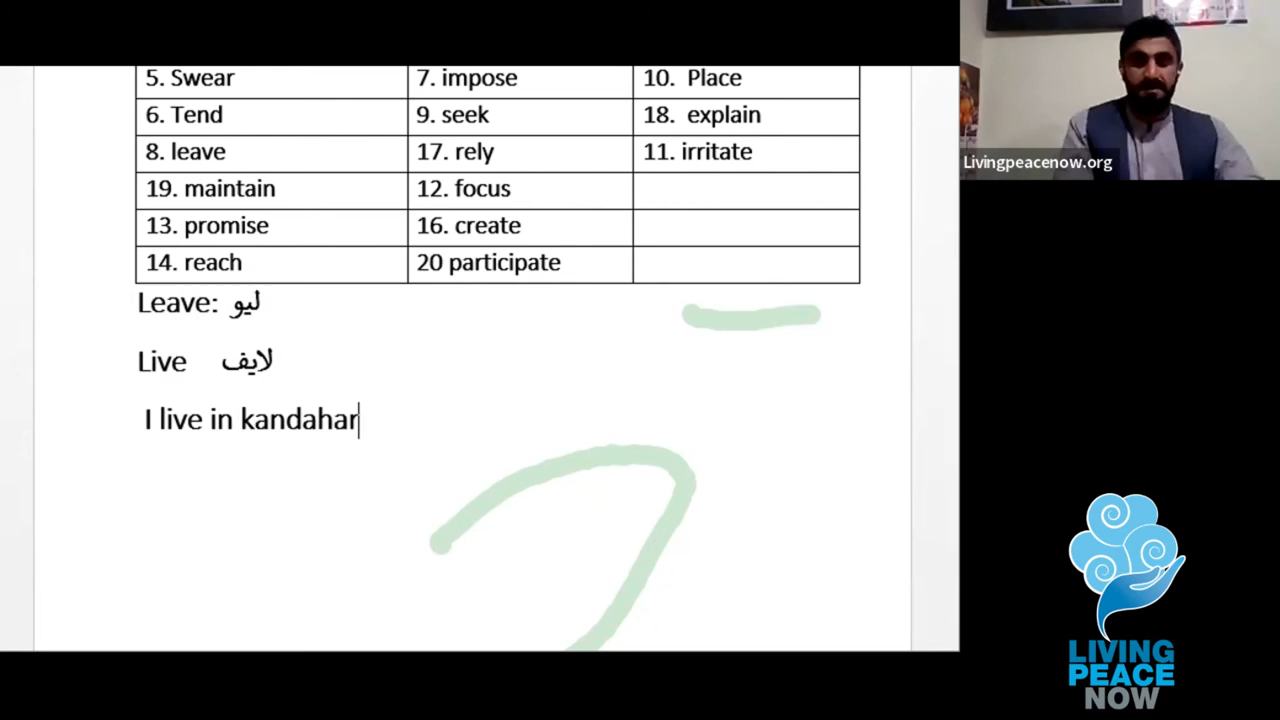 5. Swear 7. impose 10. Place
6. Tend 9. seek 18. explain
8. leave 17. rely 11. irritate
19. maintain 12. focus
13. promise 16. create
14. reach 20 participate
Leave: ليو
Live لايف
I live in kandahar
Livingpeacenow.org
LIVING
PEACE
NOW